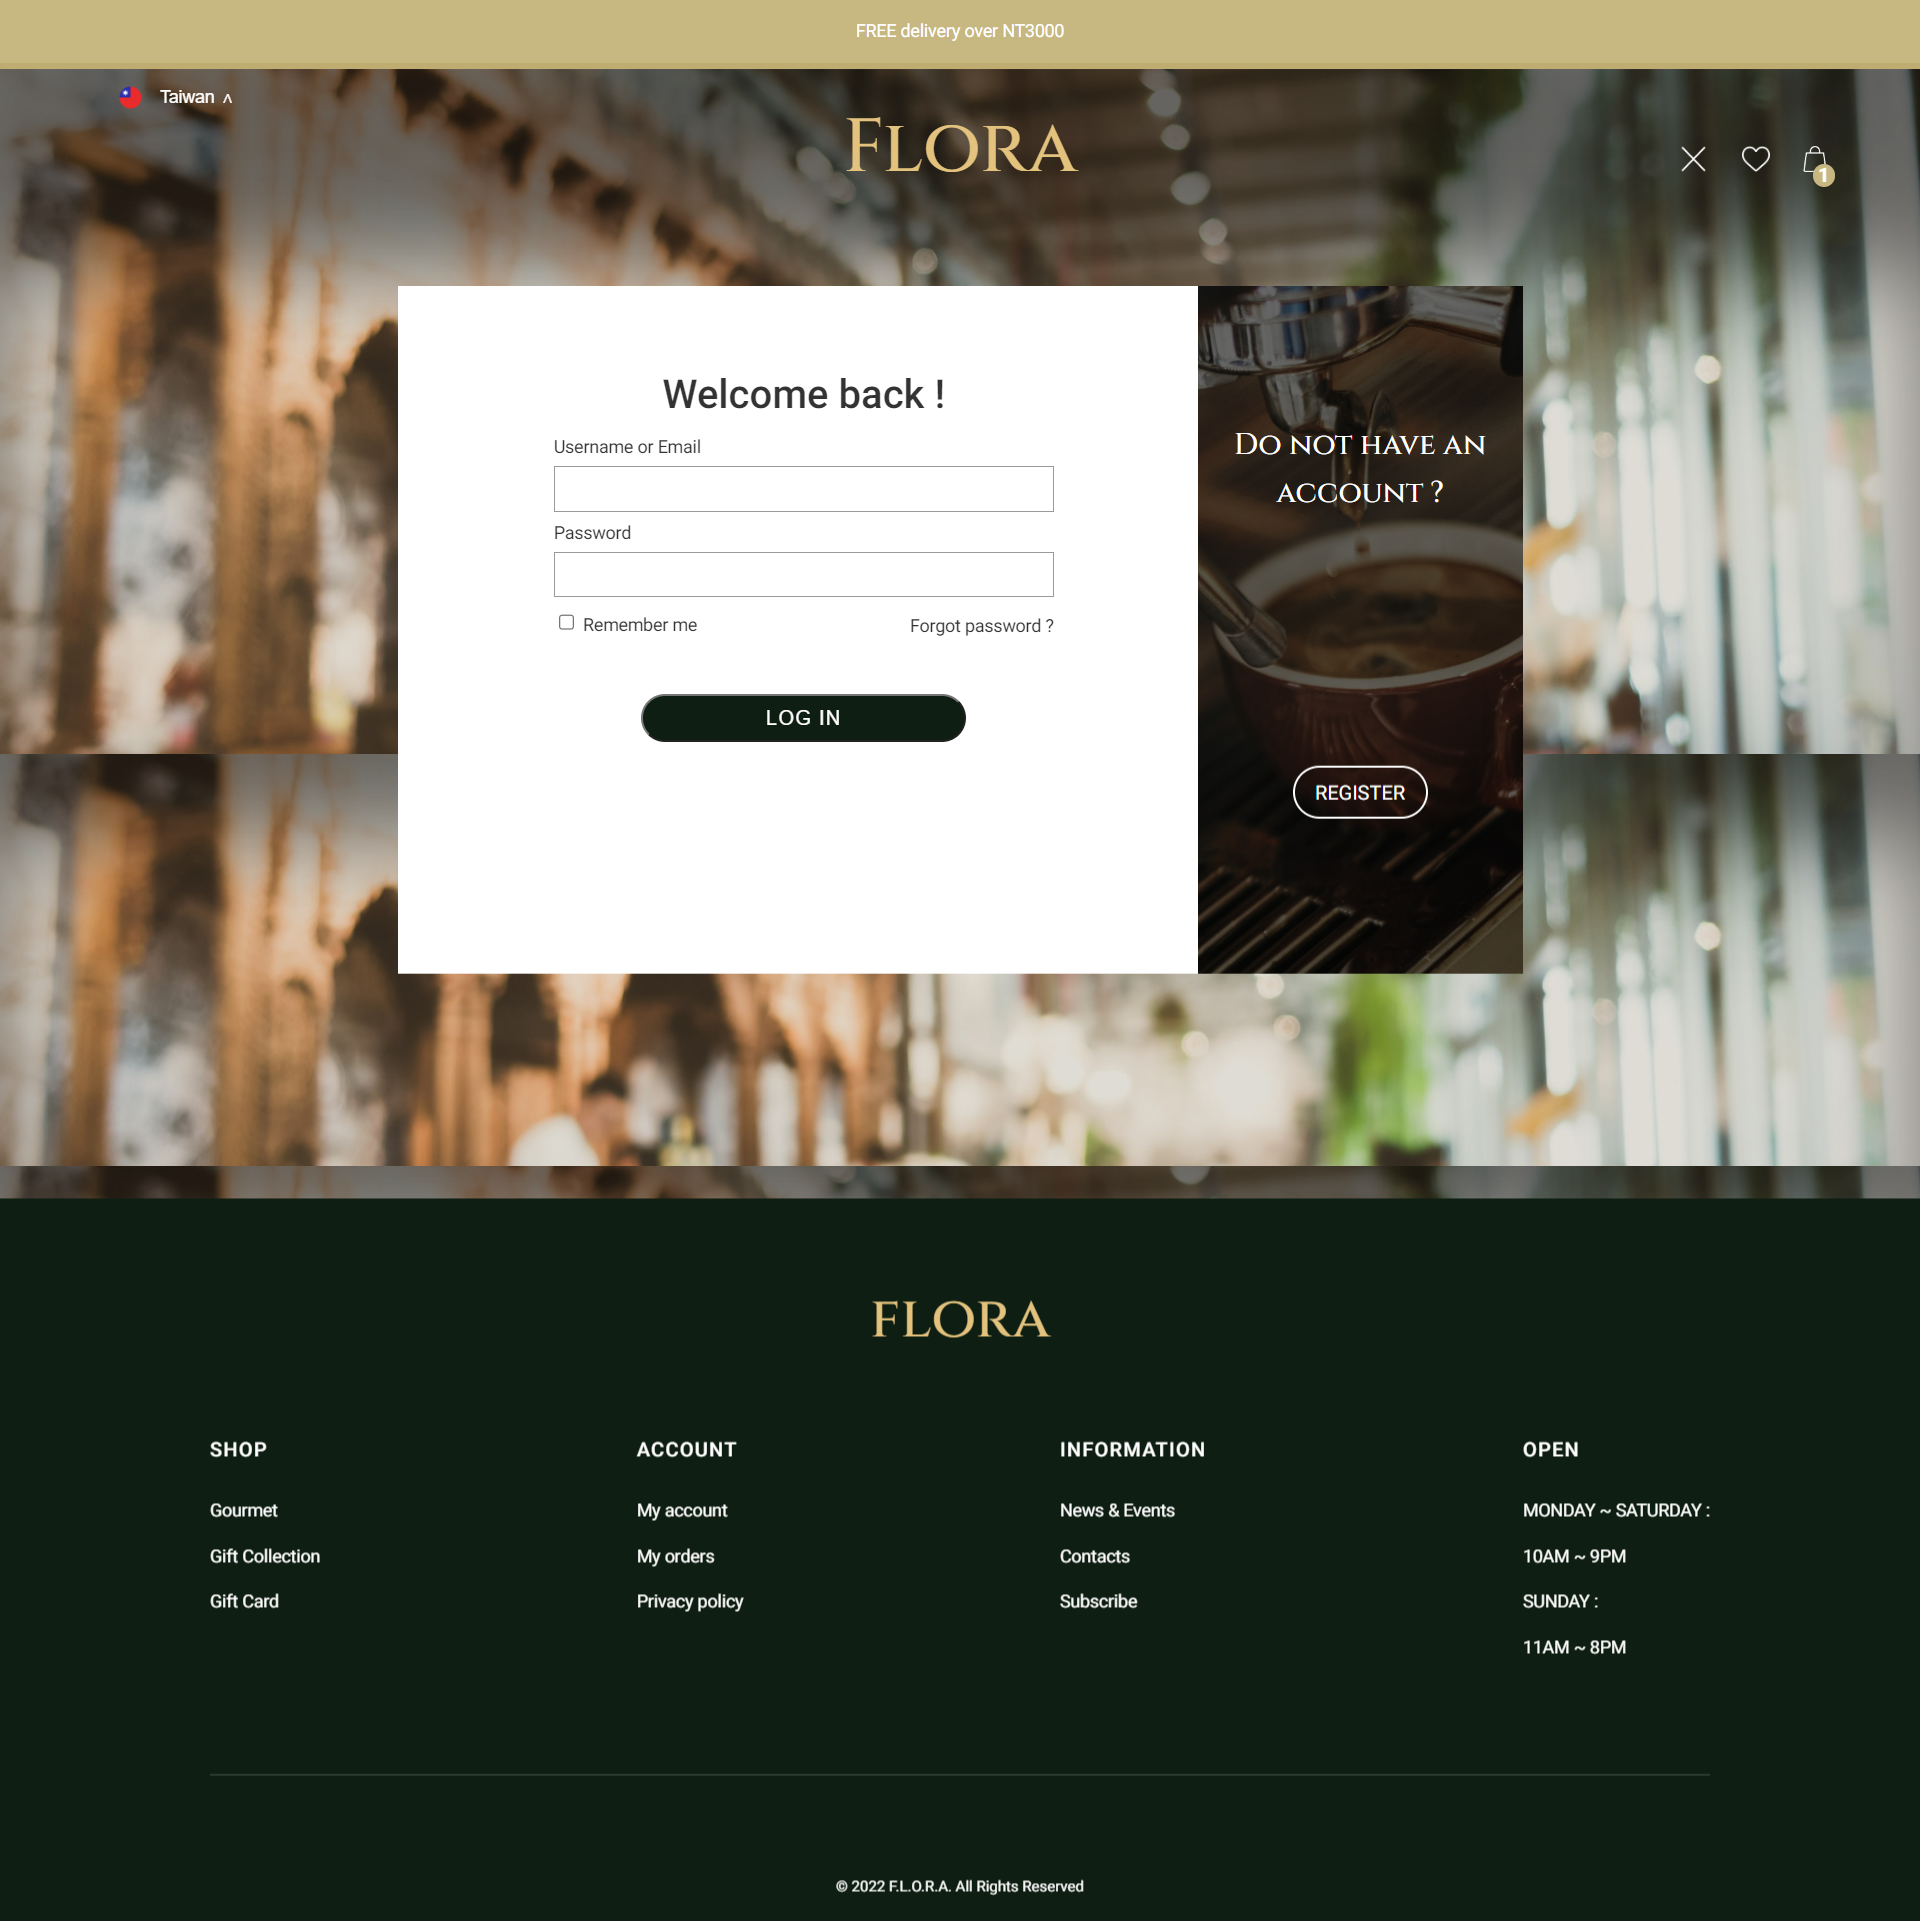 FREE delivery over NT3000
Taiwan
FLORA
1
Welcome back !
Username or Email
Password
Remember me
Forgot password ?
LOG IN
DO NOT HAVE AN
ACCOUNT ?
REGISTER
FLORA
SHOP
Gourmet
Gift Collection
Gift Card
ACCOUNT
My account
My orders
Privacy policy
INFORMATION
News & Events
Contacts
Subscribe
OPEN
MONDAY ~ SATURDAY :
10AM ~ 9PM
SUNDAY :
11AM ~ 8PM
© 2022 F.L.O.R.A. All Rights Reserved